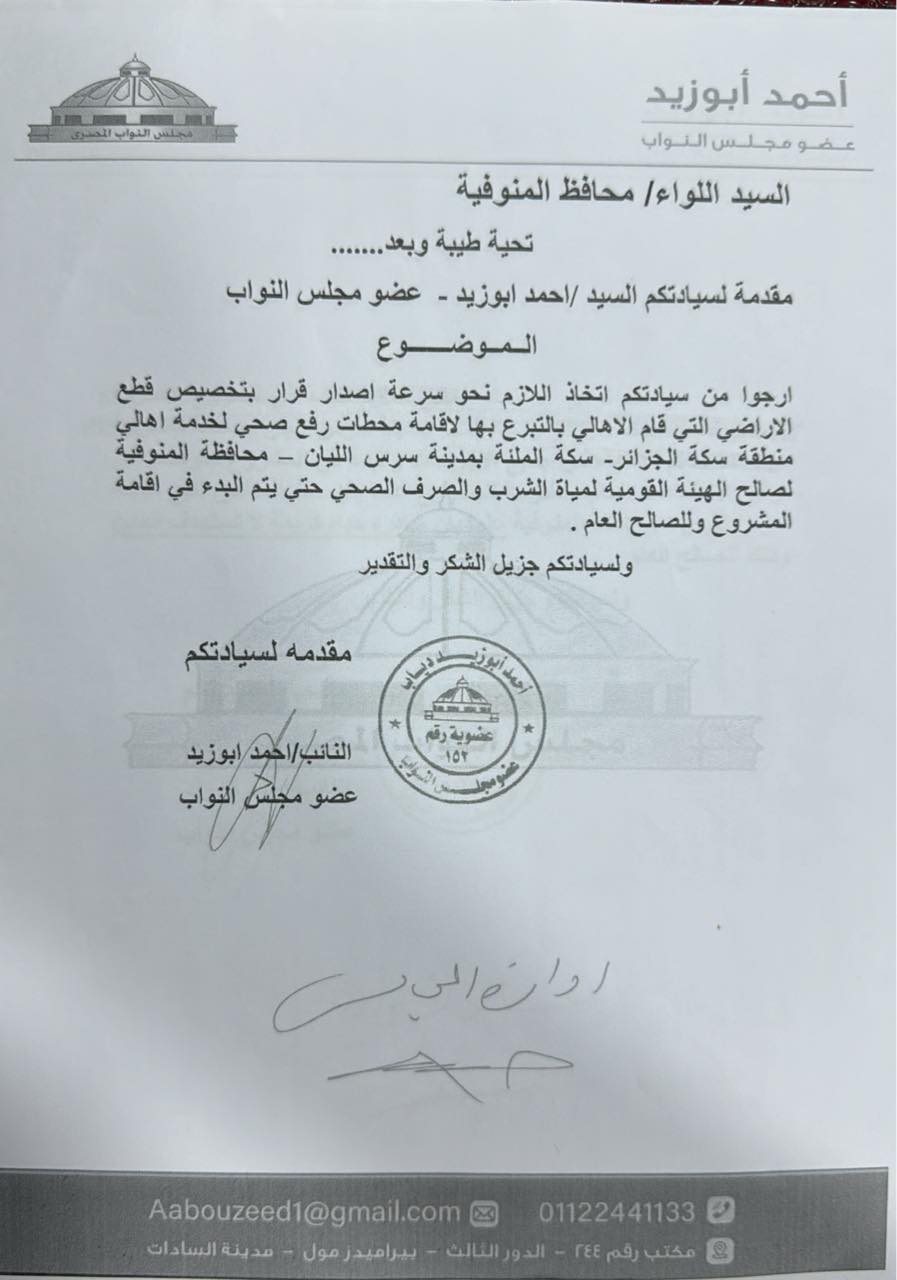 أحمد أبوزيد
عضو مجلس النواب
مجلس النواب المصرى
السيد اللواء/ محافظ المنوفية
تحية طيبة وبعد.......
مقدمة لسيادتكم السيد /احمد ابوزيد - عضو مجلس النواب
الموضوع
ارجوا من سيادتكم اتخاذ اللازم نحو سرعة اصدار قرار بتخصيص قطع
الاراضي التي قام الاهالي بالتبرع بها لاقامة محطات رفع صحي لخدمة اهالي
منطقة سكة الجزائر- سكة الملنة بمدينة سرس الليان – محافظة المنوفية
لصالح الهيئة القومية لمياة الشرب والصرف الصحي حتي يتم البدء في اقامة
المشروع وللصالح العام .
ولسيادتكم جزيل الشكر والتقدير
مقدمه لسيادتكم
النائب/احمد ابوزيد
عضو مجلس النواب
أحمد أبوزيد دياب
عضوية رقم
١٥٢
عضو مجلس النواب
01122441133
Aabouzeed1@gmail.com
مكتب رقم ٢٤٤ - الدور الثالث - بيراميدز مول - مدينة السادات